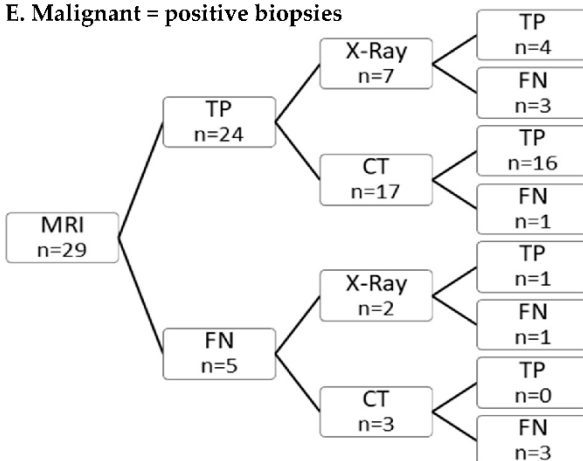 E. Malignant = positive biopsies
MRI
n=29
TP
n=24
FN
n=5
X-Ray
n=7
CT
n=17
X-Ray
n=2
CT
n=3
TP
n=4
FN
n=3
TP
n=16
FN
n=1
TP
n=1
FN
n=1
TP
n=0
FN
n=3